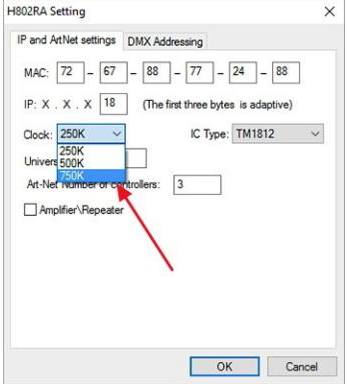 H802RA Setting
IP and ArtNet settings DMX Addressing
MAC: 72 - 67 - 88 - 77 - 24 - 88
IP: X . X . X 18 (The first three bytes is adaptive)
Clock: 250K IC Type: TM1812
250K
Univers 500K
750K
Art-Net Number of controllers: 3
Amplifier\Repeater
OK Cancel